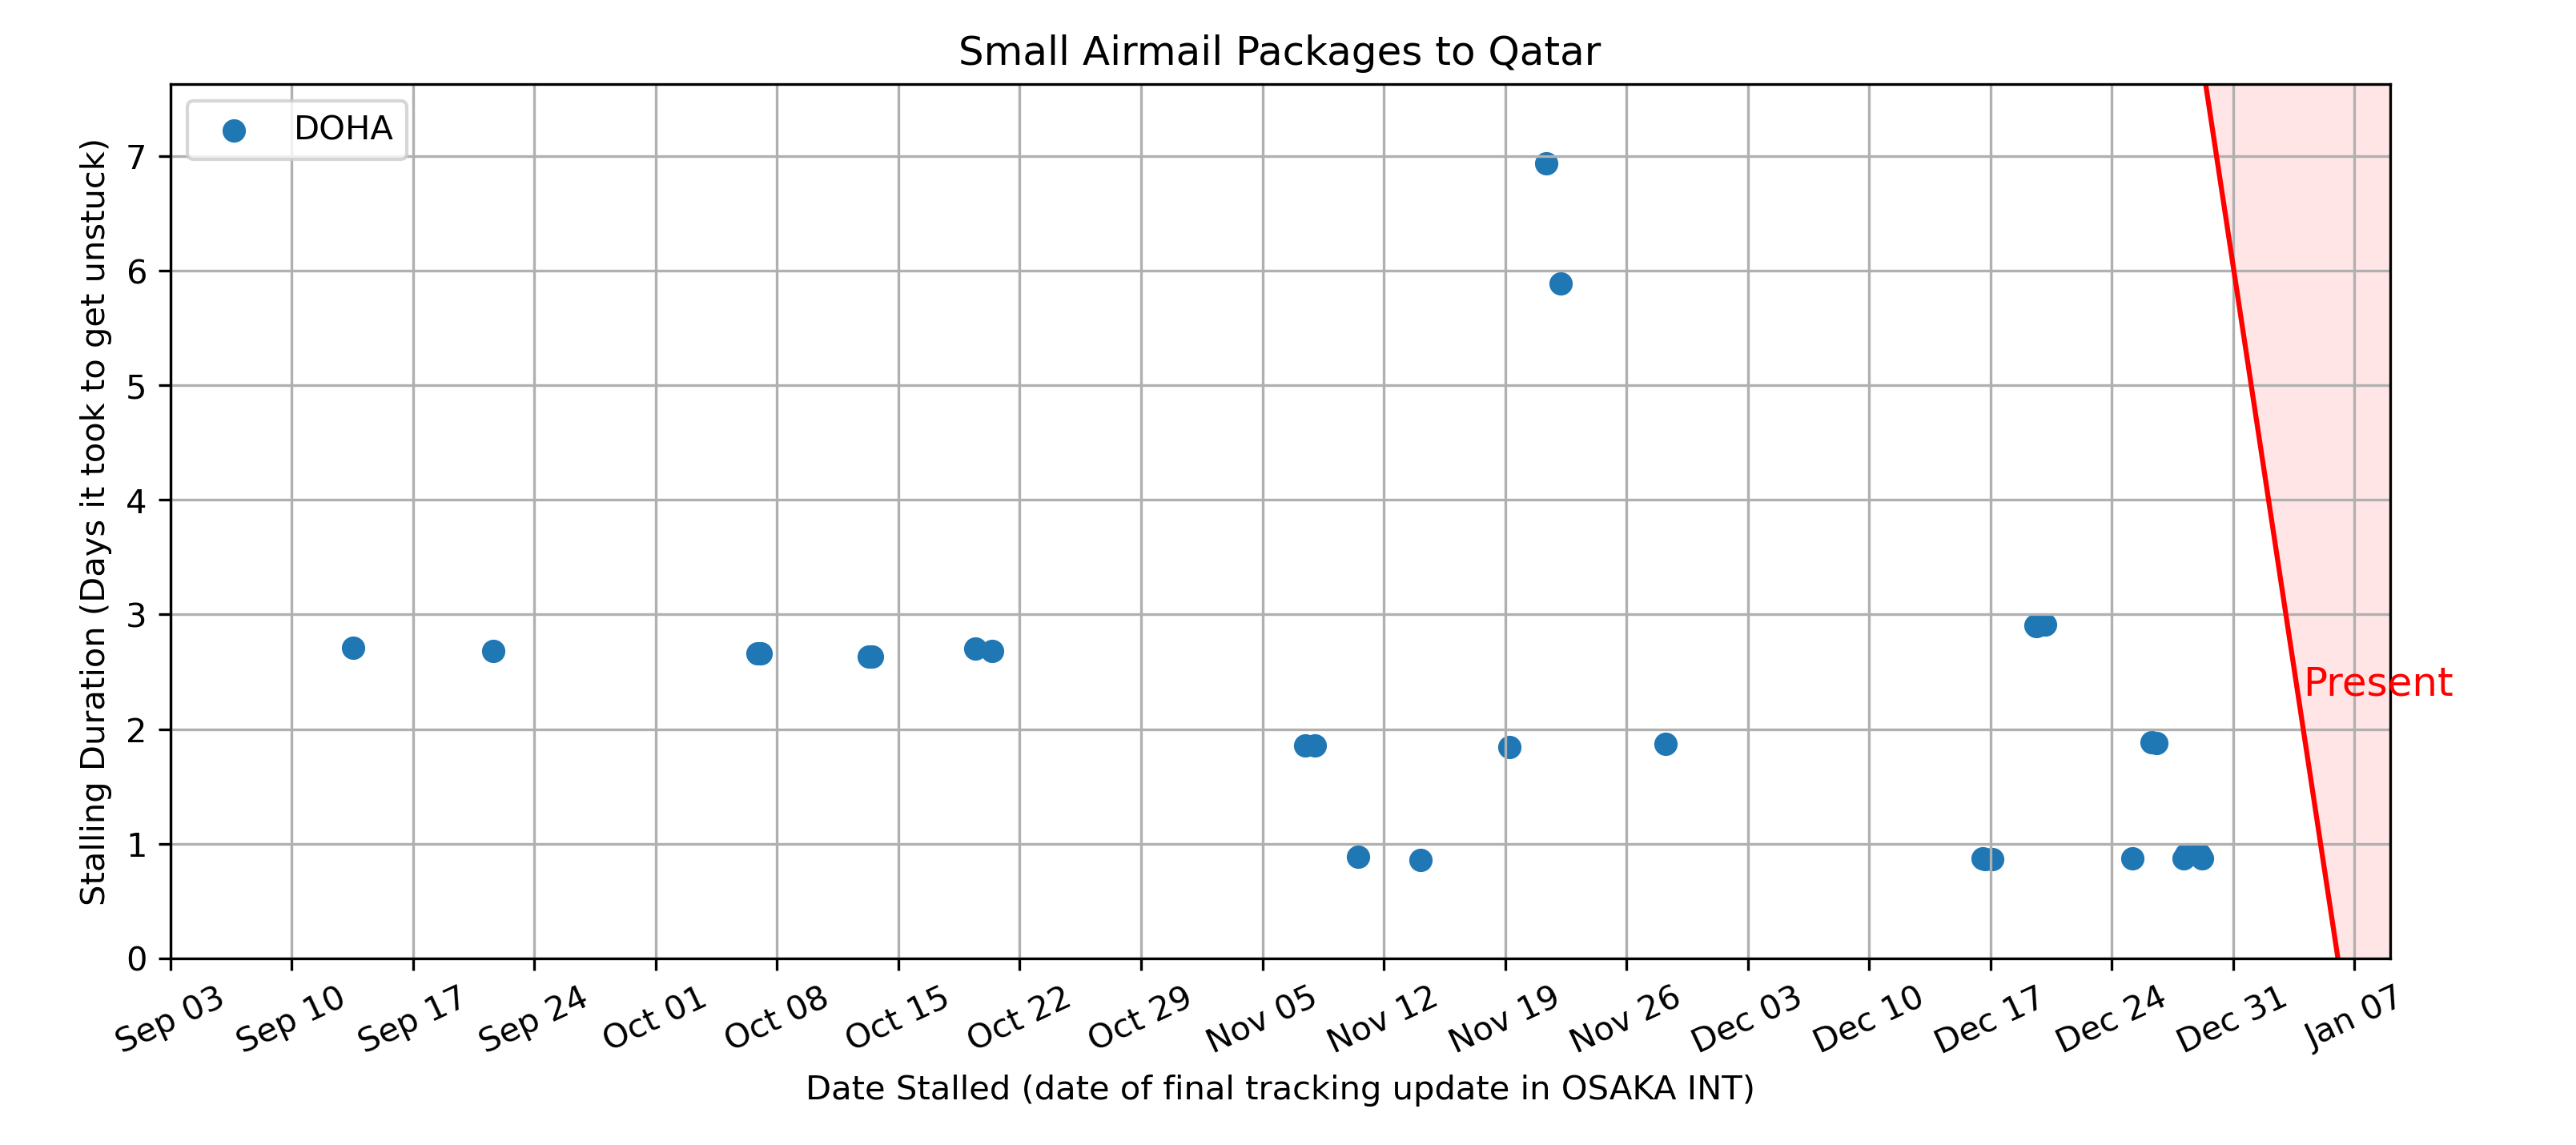 Small Airmail Packages to Qatar
DOHA
Stalling Duration (Days it took to get unstuck)
7
6
5
4
3
2
1
0
Present
Sep 03
Sep 10
Sep 17
Sep 24
Oct 01
Oct 08
Oct 15
Oct 22
Oct 29
Nov 05
Nov 12
Nov 19
Nov 26
Dec 03
Dec 10
Dec 17
Dec 24
Dec 31
Jan 07
Date Stalled (date of final tracking update in OSAKA INT)